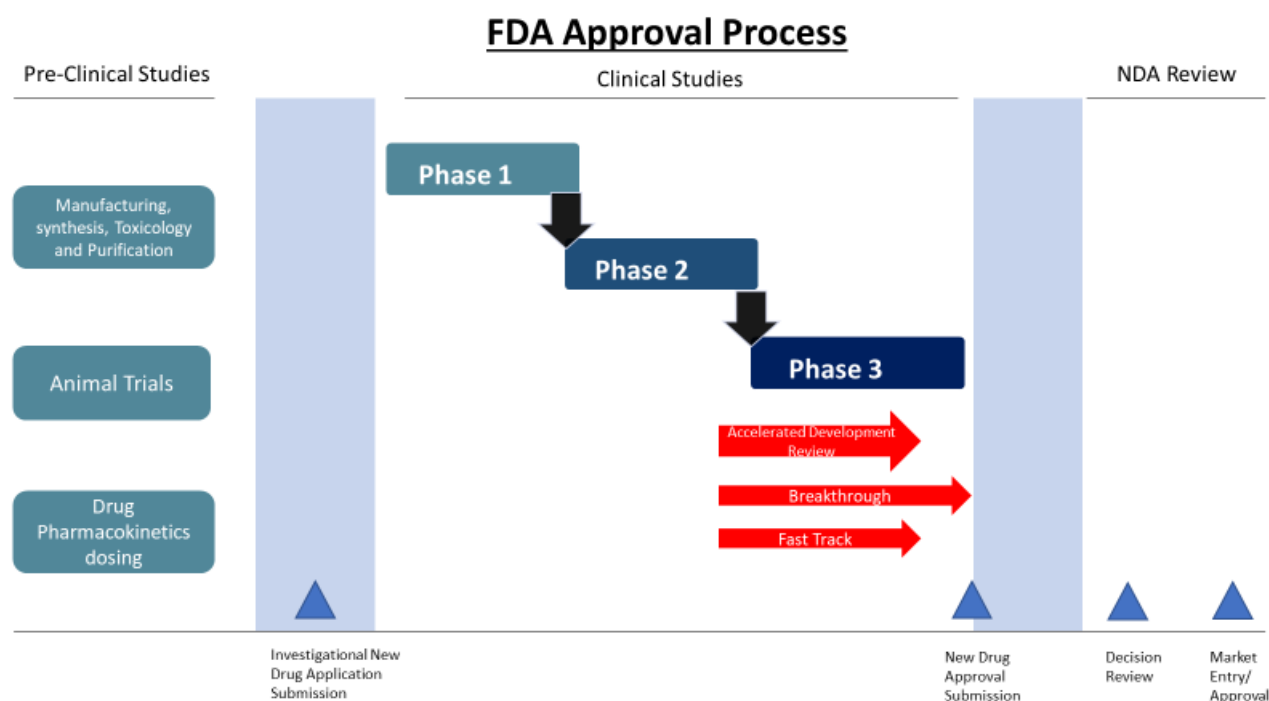 FDA Approval Process
Pre-Clinical Studies
Clinical Studies
NDA Review
Phase 1
Manufacturing,
synthesis, Toxicology
and Purification
Phase 2
Phase 3
Animal Trials
Accelerated Development
Review
Breakthrough
Drug
Pharmacokinetics
dosing
Fast Track
Investigational New
Drug Application
Submission
New Drug
Approval
Submission
Decision
Review
Market
Entry/
Approval